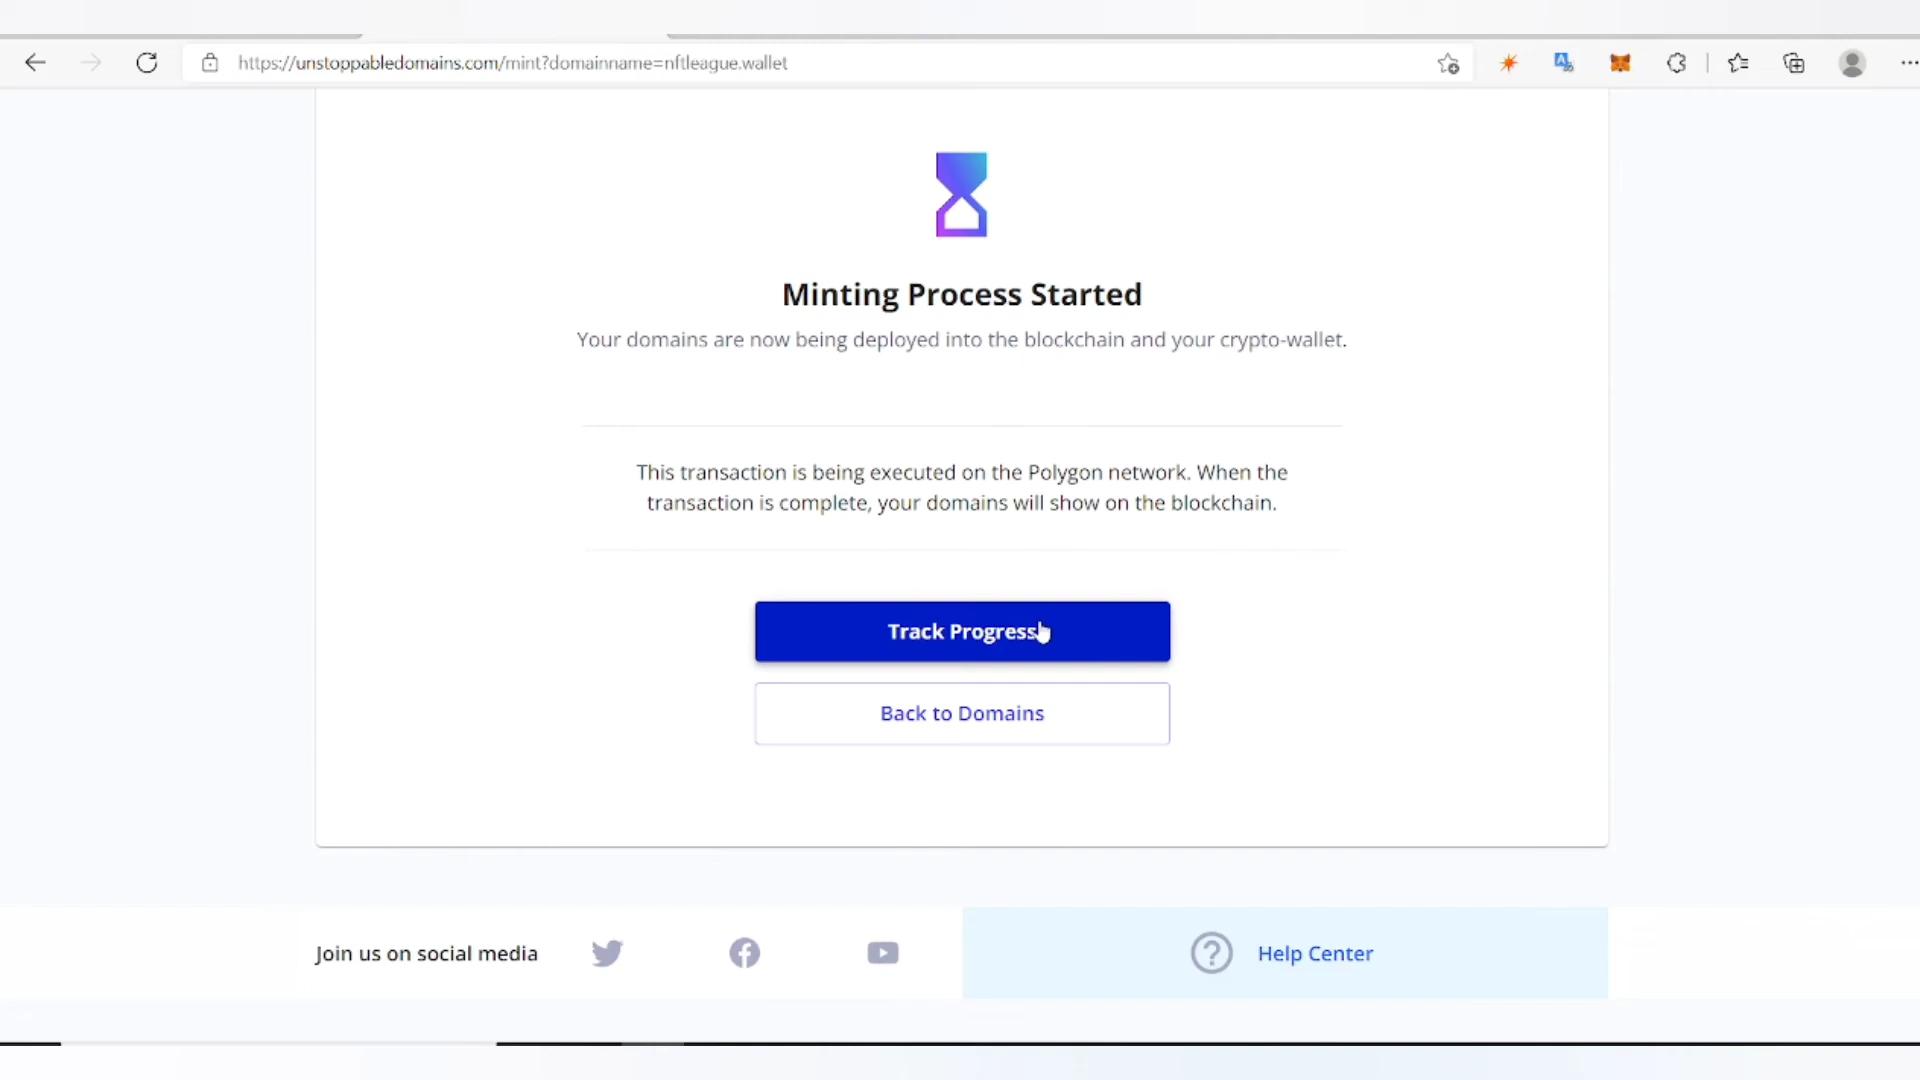 https://unstoppabledomains.com/mint?domainname=nftleague.wallet
Minting Process Started
Your domains are now being deployed into the blockchain and your crypto-wallet.
This transaction is being executed on the Polygon network. When the
transaction is complete, your domains will show on the blockchain.
Track Progress
Back to Domains
Join us on social media
Help Center